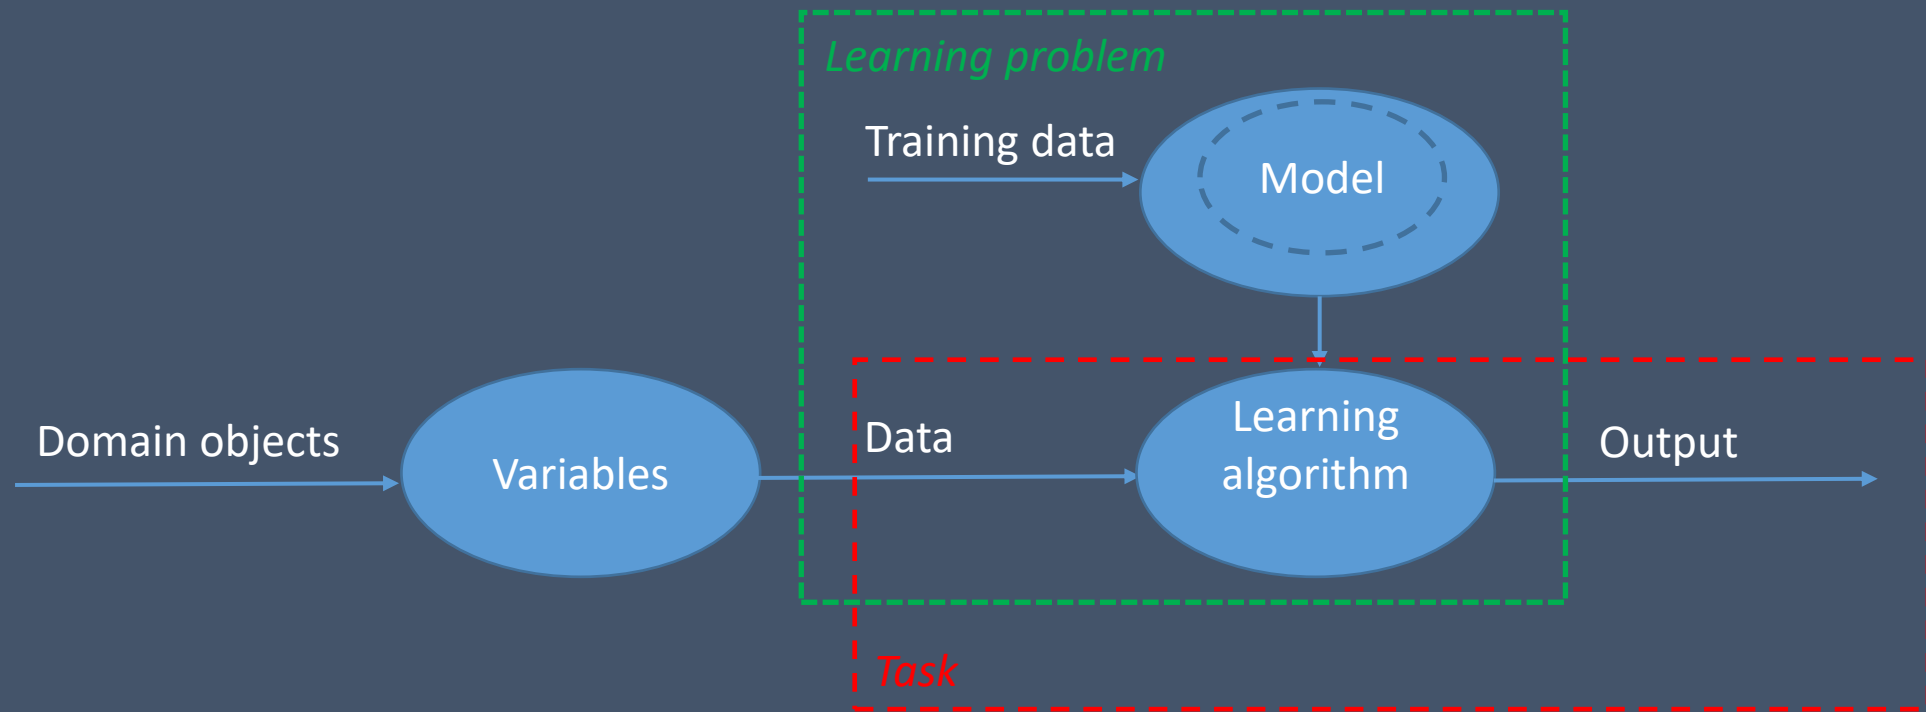 Learning problem
Training data
Model
Domain objects
Variables
Data
Learning
algorithm
Output
Task